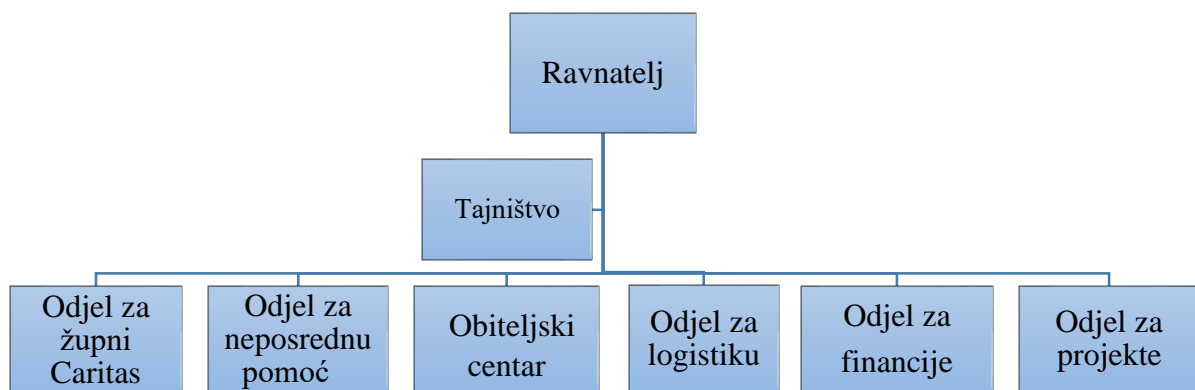 Ravnatelj
Tajništvo
Odjel za
župni
Caritas
Odjel za
neposrednu
pomoć
Obiteljski
centar
Odjel za
logistiku
Odjel za
financije
Odjel za
projekte